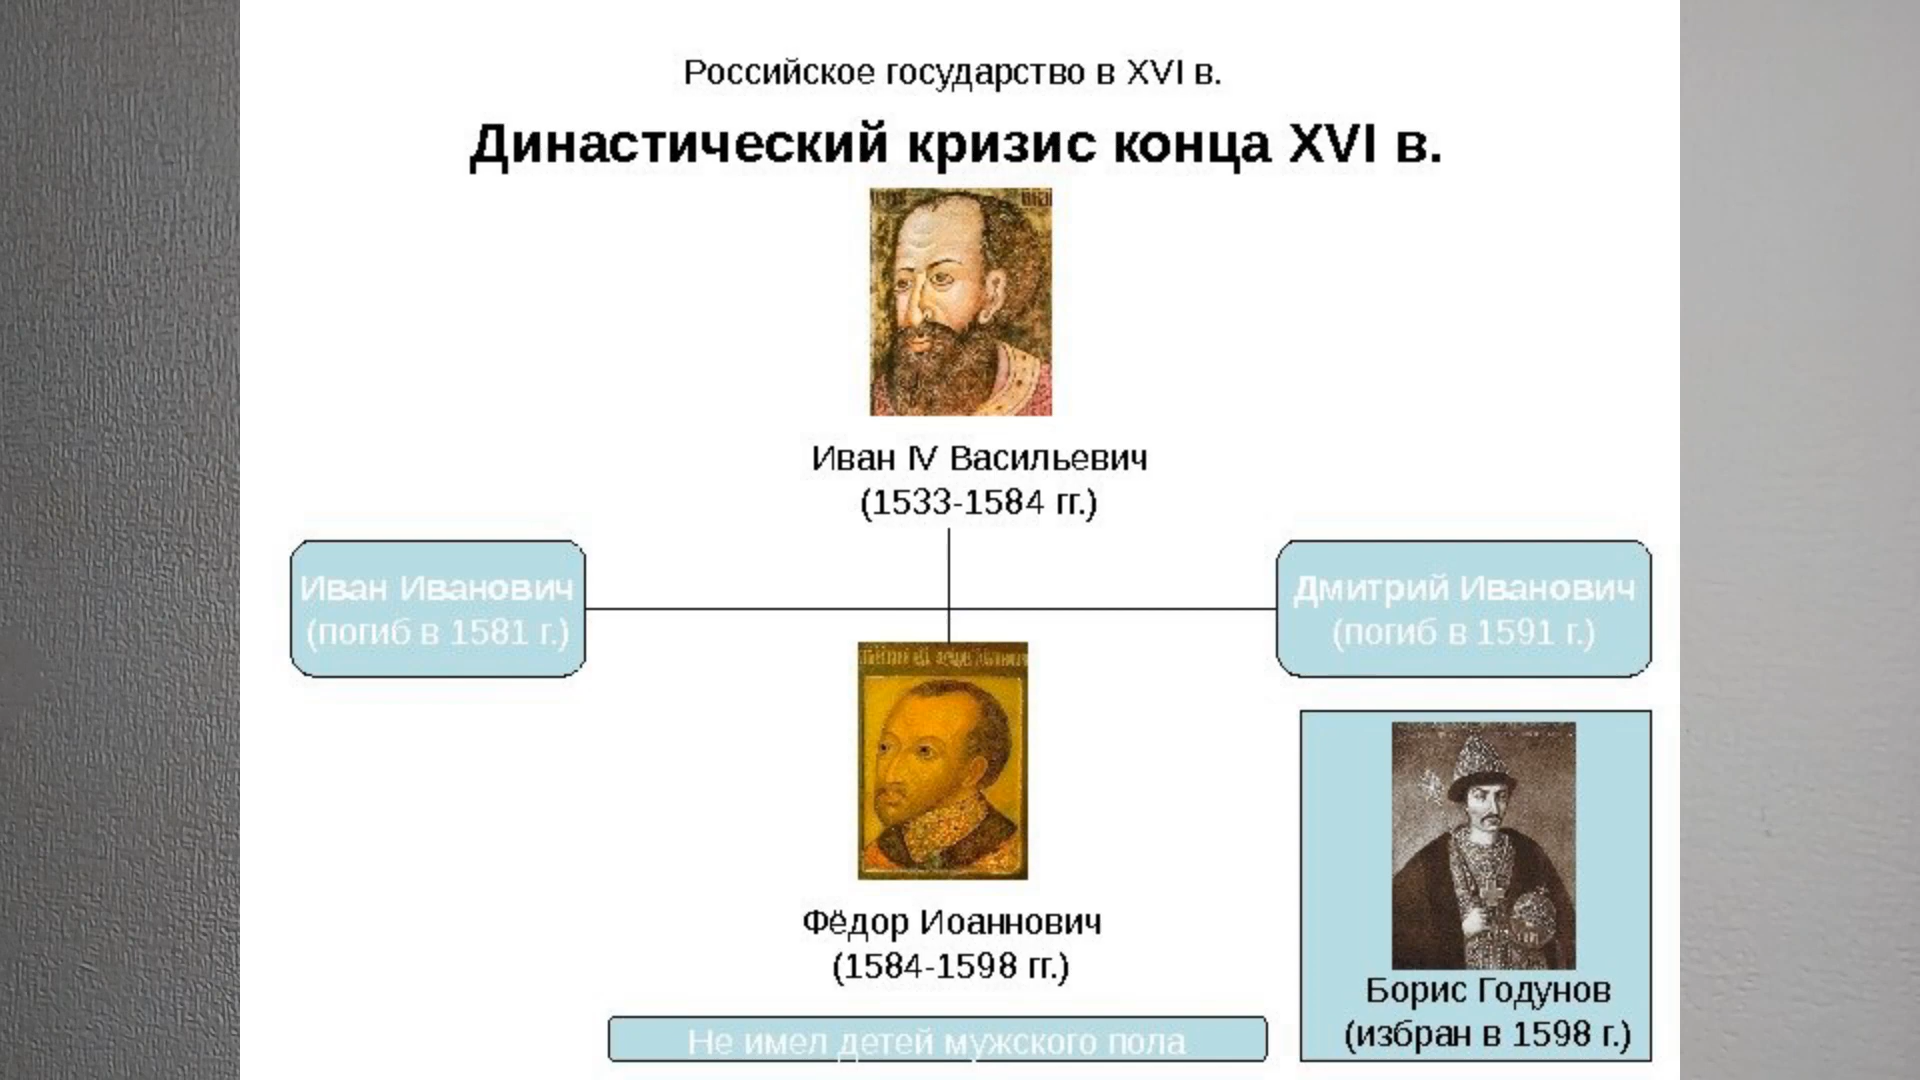 Российское государство в XVI в.
Династический кризис конца XVI в.
Иван IV Васильевич
(1533-1584 гг.)
Иван Иванович
(погиб в 1581 г.)
Дмитрий Иванович
(погиб в 1591 г.)
Фёдор Иоаннович
(1584-1598 гг.)
Борис Годунов
(избран в 1598 г.)
Не имел детей мужского пола